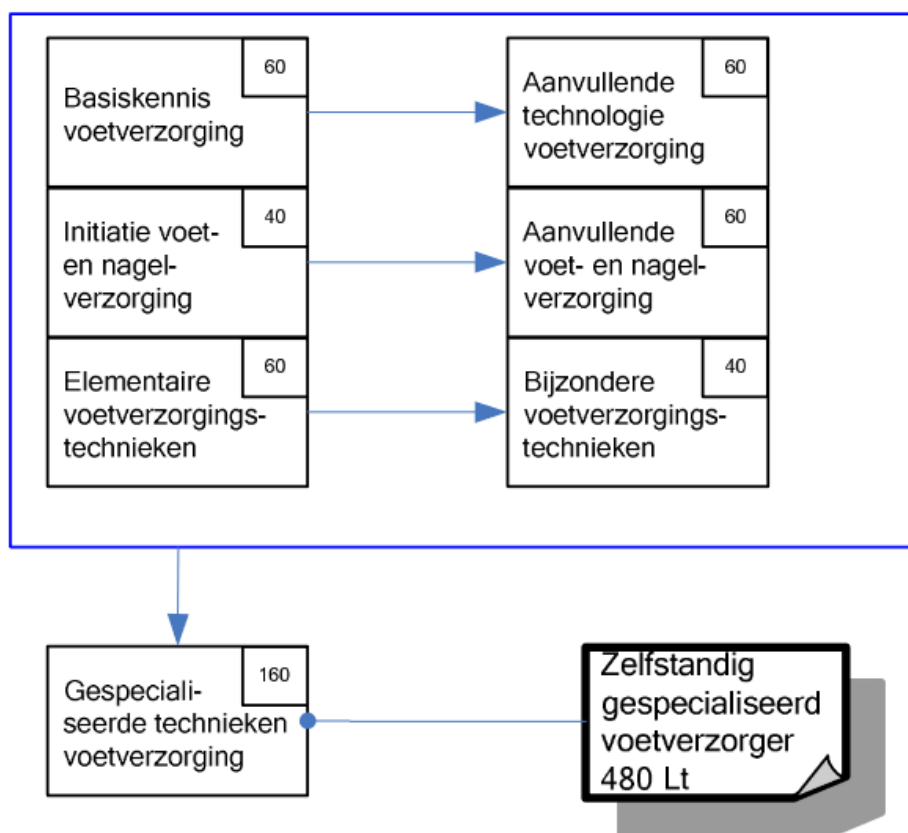 60
Basiskennis
voetverzorging
60
Aanvullende
technologie
voetverzorging
40
Initiatie voet-
en nagel-
verzorging
60
Aanvullende
voet- en nagel-
verzorging
60
Elementaire
voetverzorgings-
technieken
40
Bijzondere
voetverzorgings-
technieken
160
Gespeciali-
seerde technieken
voetverzorging
Zelfstandig
gespecialiseerd
voetverzorger
480 Lt